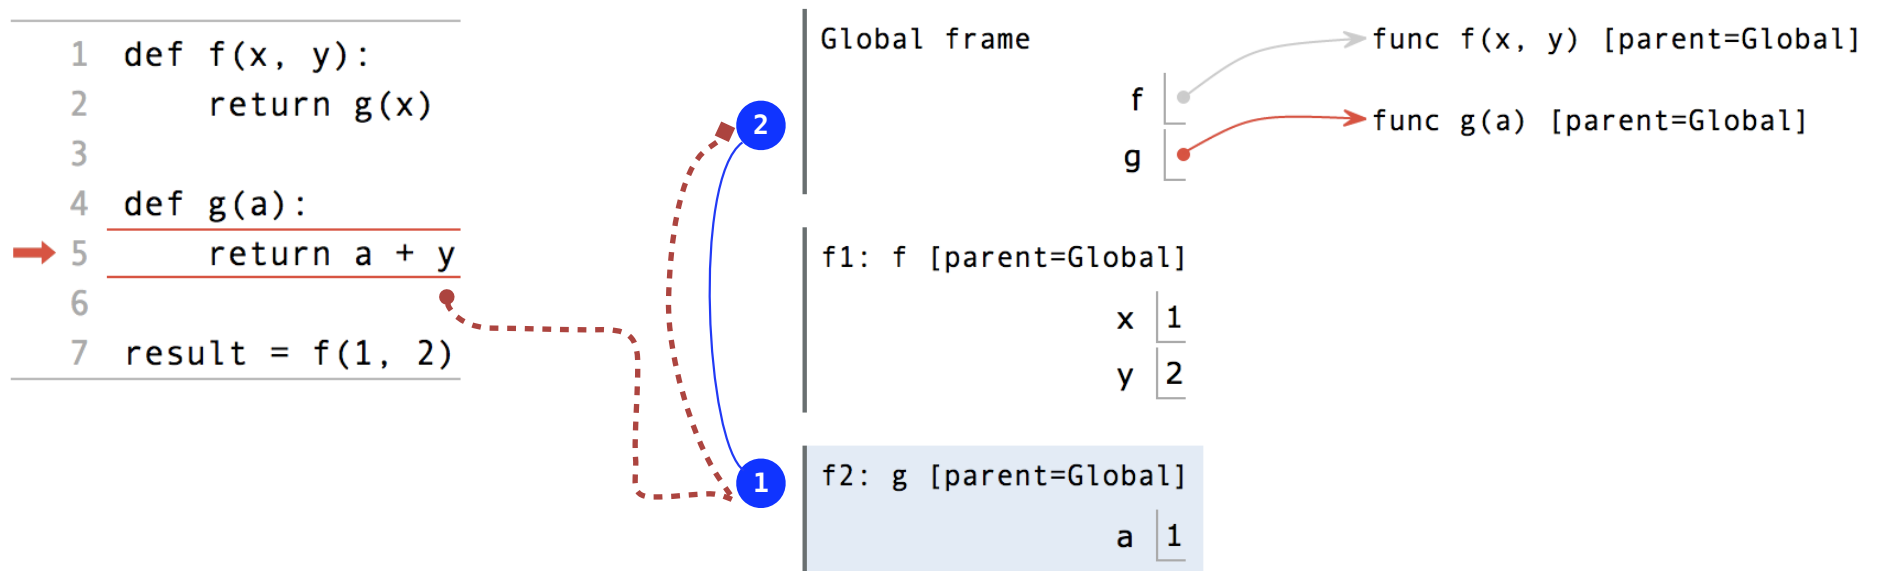 1 def f(x, y):
2 return g(x)
3
4 def g(a):
5 return a + y
6
7 result = f(1, 2)
2
1
Global frame
f
g
func f(x, y) [parent=Global]
func g(a) [parent=Global]
f1: f [parent=Global]
x 1
y 2
f2: g [parent=Global]
a 1